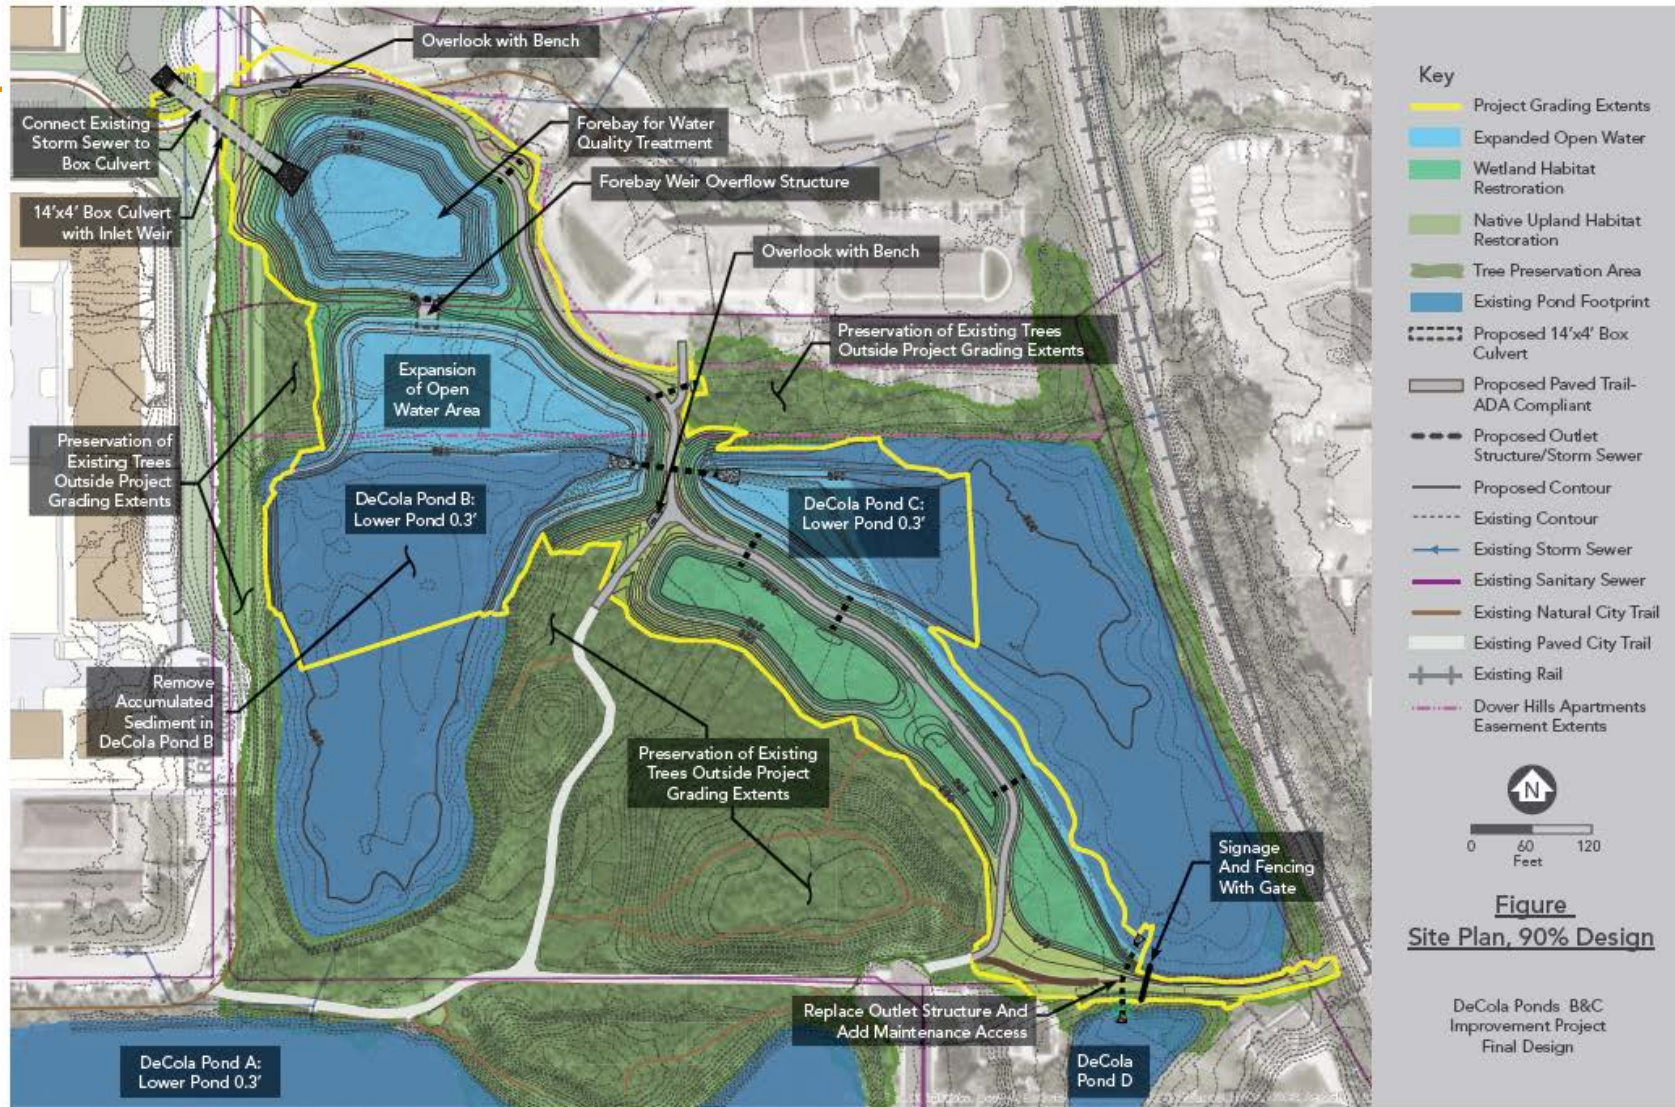 Overlook with Bench
Connect Existing
Storm Sewer to
Box Culvert
Forebay for Water
Quality Treatment
Forebay Weir Overflow Structure
14'x4' Box Culvert
with Inlet Weir
Overlook with Bench
Preservation of Existing Trees
Outside Project Grading Extents
Expansion
of Open
Water Area
Preservation of
Existing Trees
Outside Project
Grading Extents
DeCola Pond B:
Lower Pond 0.3'
DeCola Pond C:
Lower Pond 0.3'
Remove
Accumulated
Sediment in
DeCola Pond B
Preservation of Existing
Trees Outside Project
Grading Extents
Signage
And Fencing
With Gate
Replace Outlet Structure And
Add Maintenance Access
DeCola Pond A:
Lower Pond 0.3'
DeCola
Pond D
Key
Project Grading Extents
Expanded Open Water
Wetland Habitat
Restroration
Native Upland Habitat
Restoration
Tree Preservation Area
Existing Pond Footprint
Proposed 14'x4' Box
Culvert
Proposed Paved Trail-
ADA Compliant
Proposed Outlet
Structure/Storm Sewer
Proposed Contour
Existing Contour
Existing Storm Sewer
Existing Sanitary Sewer
Existing Natural City Trail
Existing Paved City Trail
Existing Rail
Dover Hills Apartments
Easement Extents
N
0 60 120
Feet
Figure
Site Plan, 90% Design
DeCola Ponds B&C
Improvement Project
Final Design